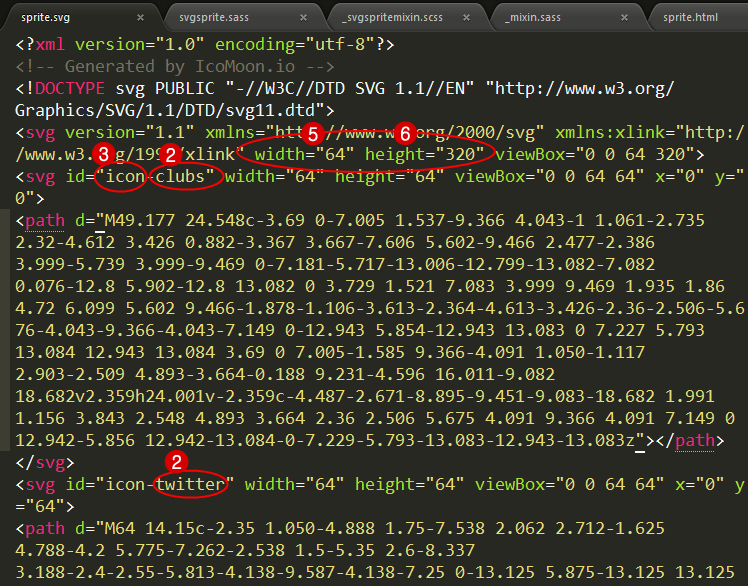 sprite.svg × svgsprite.sass × _svgspritemixin.scss × _mixin.sass × sprite.html
<?xml version="1.0" encoding="utf-8"?>
<!-- Generated by IcoMoon.io -->
<!DOCTYPE svg PUBLIC "-//W3C//DTD SVG 1.1//EN" "http://www.w3.org/
Graphics/SVG/1.1/DTD/svg11.dtd">
5 6
<svg version="1.1" xmlns= org/2000/svg" xmlns:xlink="http:/
3 2
/www.w3. xlink" width="64" height="320" viewBox="0 0 64 320">
<svg id="icon-clubs" width="64" height="64" viewBox="0 0 64 64" x="0" y="
0">
<path d="M49.177 24.548c-3.69 0-7.005 1.537-9.366 4.043-1 1.061-2.735
2.32-4.612 3.426 0.882-3.367 3.667-7.606 5.602-9.466 2.477-2.386
3.999-5.739 3.999-9.469 0-7.181-5.717-13.006-12.799-13.082-7.082
0.076-12.8 5.902-12.8 13.082 0 3.729 1.521 7.083 3.999 9.469 1.935 1.86
4.72 6.099 5.602 9.466-1.878-1.106-3.613-2.364-4.613-3.426-2.36-2.506-5.6
76-4.043-9.366-4.043-7.149 0-12.943 5.854-12.943 13.083 0 7.227 5.793
13.084 12.943 13.084 3.69 0 7.005-1.585 9.366-4.091 1.050-1.117
2.903-2.509 4.893-3.664-0.188 9.231-4.596 16.011-9.082
18.682v2.359h24.001v-2.359c-4.487-2.671-8.895-9.451-9.083-18.682 1.991
1.156 3.843 2.548 4.893 3.664 2.36 2.506 5.675 4.091 9.366 4.091 7.149 0
12.942-5.856 12.942-13.084-0-7.229-5.793-13.083-12.943-13.083z"></path>
</svg>
2
<svg id="icon-twitter" width="64" height="64" viewBox="0 0 64 64" x="0" y
="64">
<path d="M64 14.15c-2.35 1.050-4.888 1.75-7.538 2.062 2.712-1.625
4.788-4.2 5.775-7.262-2.538 1.5-5.35 2.6-8.337
3.188-2.4-2.55-5.813-4.138-9.587-4.138-7.25 0-13.125 5.875-13.125 13.125